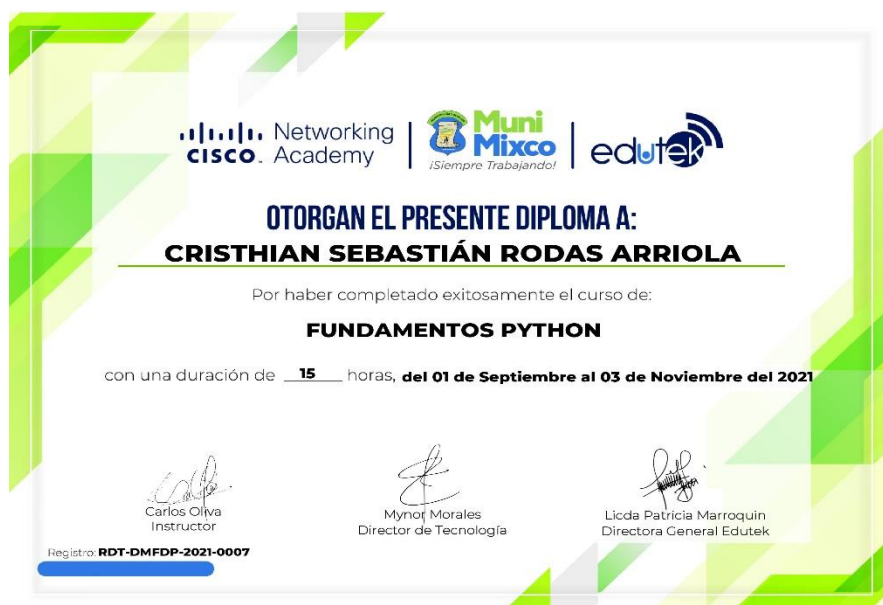 CISCO. Networking Academy
Muni Mixco
¡Siempre Trabajando!
edutek
OTORGAN EL PRESENTE DIPLOMA A:
CRISTHIAN SEBASTIÁN RODAS ARRIOLA
Por haber completado exitosamente el curso de:
FUNDAMENTOS PYTHON
con una duración de 15 horas, del 01 de Septiembre al 03 de Noviembre del 2021
Carlos Oliva
Instructor
Mynor Morales
Director de Tecnología
Licda Patricia Marroquin
Directora General Edutek
Registro: RDT-DMFDP-2021-0007